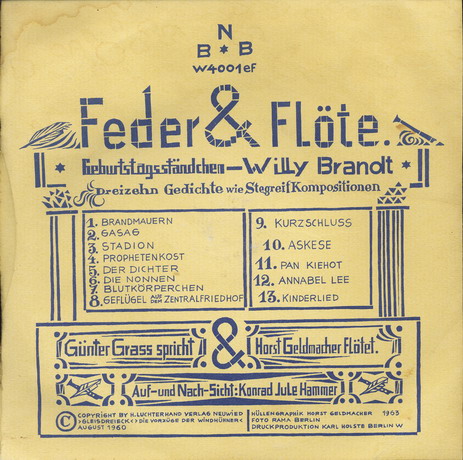 N
B * B
W4001eF
Feder & Flöte.
* Geburtstagsständchen – Willy Brandt *
Dreizehn Gedichte wie Stegreif Kompositionen
1. BRANDMAUERN
2. GASAG
3. STADION
4. PROPHETENKOST
5. DER DICHTER
6. DIE NONNEN
7. BLUTKÖRPERCHEN
8. GEFLÜGEL AUF DEM ZENTRALFRIEDHOF
9. KURZSCHLUSS
10. ASKESE
11. PAN KIEHOT
12. ANNABEL LEE
13. KINDERLIED
Günter Grass spricht & Horst Geldmacher Flötet.
Auf-und Nach-Sicht: Konrad Jule Hammer
© COPYRIGHT BY H. LUCHTERHAND VERLAG NEUWIED
>GLEISDREIECK<>DIE VORZÜGE DER WINDHÜHNER<
AUGUST 1960
HÜLLENGRAPHIK HORST GELDMACHER 1963
FOTO RAMA BERLIN
DRUCKPRODUKTION KARL HOLSTE BERLIN W